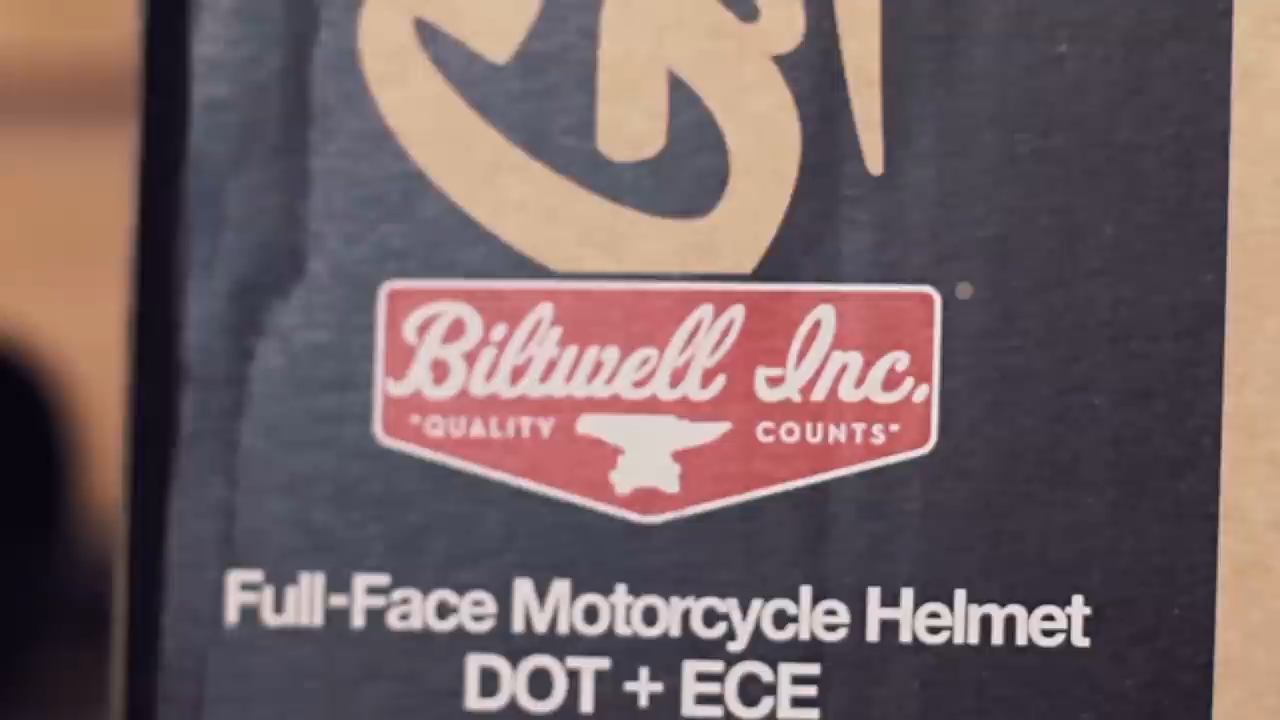 Biltwell Inc.
"QUALITY COUNTS"
Full-Face Motorcycle Helmet
DOT + ECE